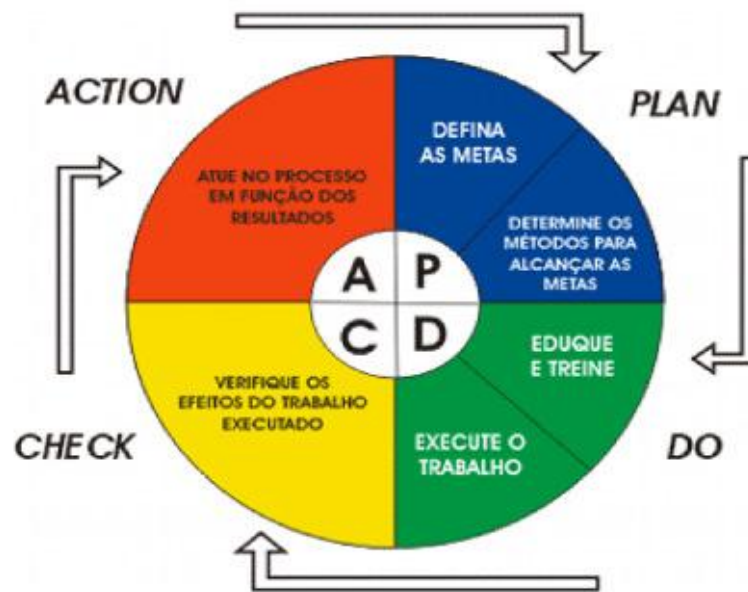 ACTION
PLAN
DEFINA
AS METAS
ATUE NO PROCESSO
EM FUNÇÃO DOS
RESULTADOS
DETERMINE OS
MÉTODOS PARA
ALCANÇAR AS
METAS
A P
C D
EDUQUE
E TREINE
VERIFIQUE OS
EFEITOS DO TRABALHO
EXECUTADO
EXECUTE O
TRABALHO
CHECK
DO